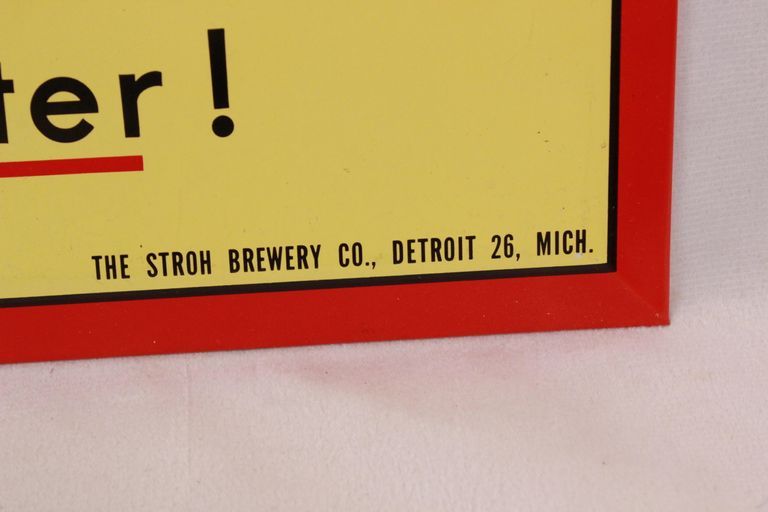 ter!
THE STROH BREWERY CO., DETROIT 26, MICH.